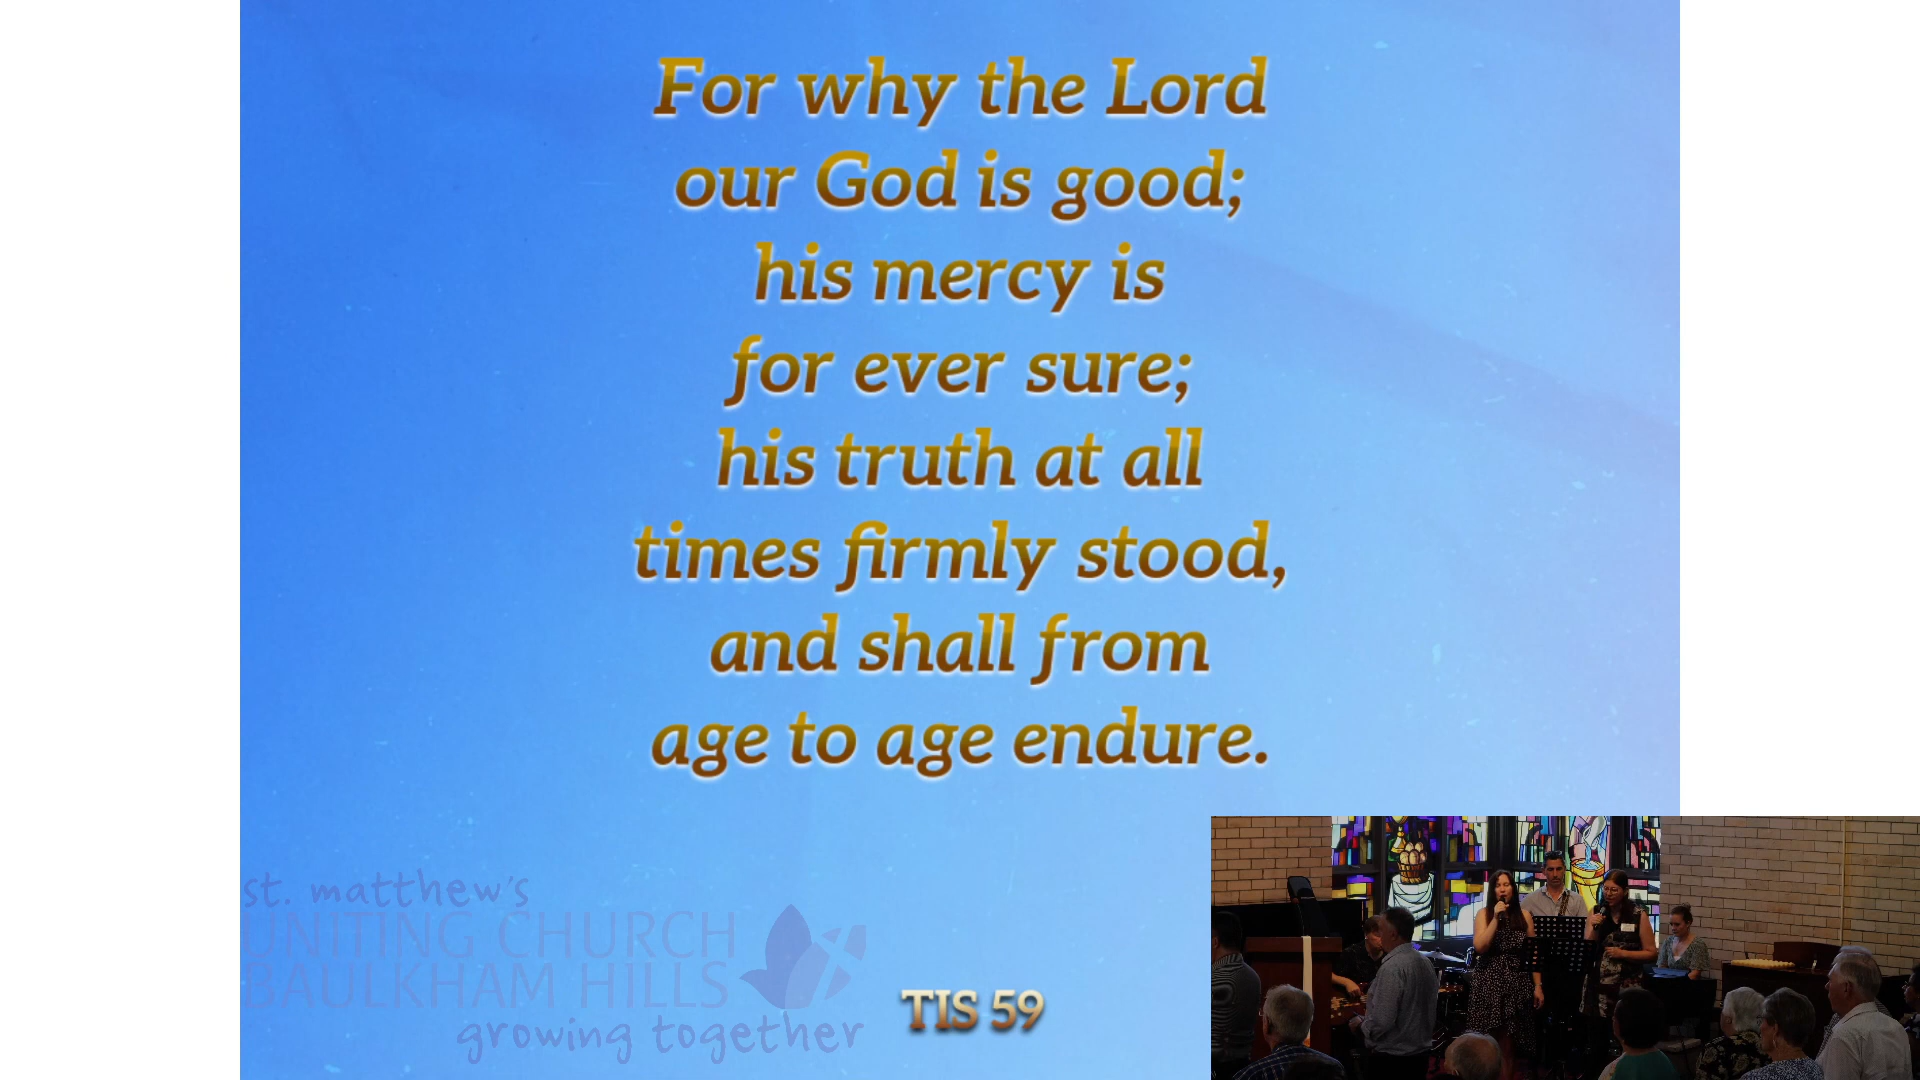 For why the Lord
our God is good;
his mercy is
for ever sure;
his truth at all
times firmly stood,
and shall from
age to age endure.
st. matthew's
UNITING CHURCH
BAULKHAM HILLS
growing together
TIS 59